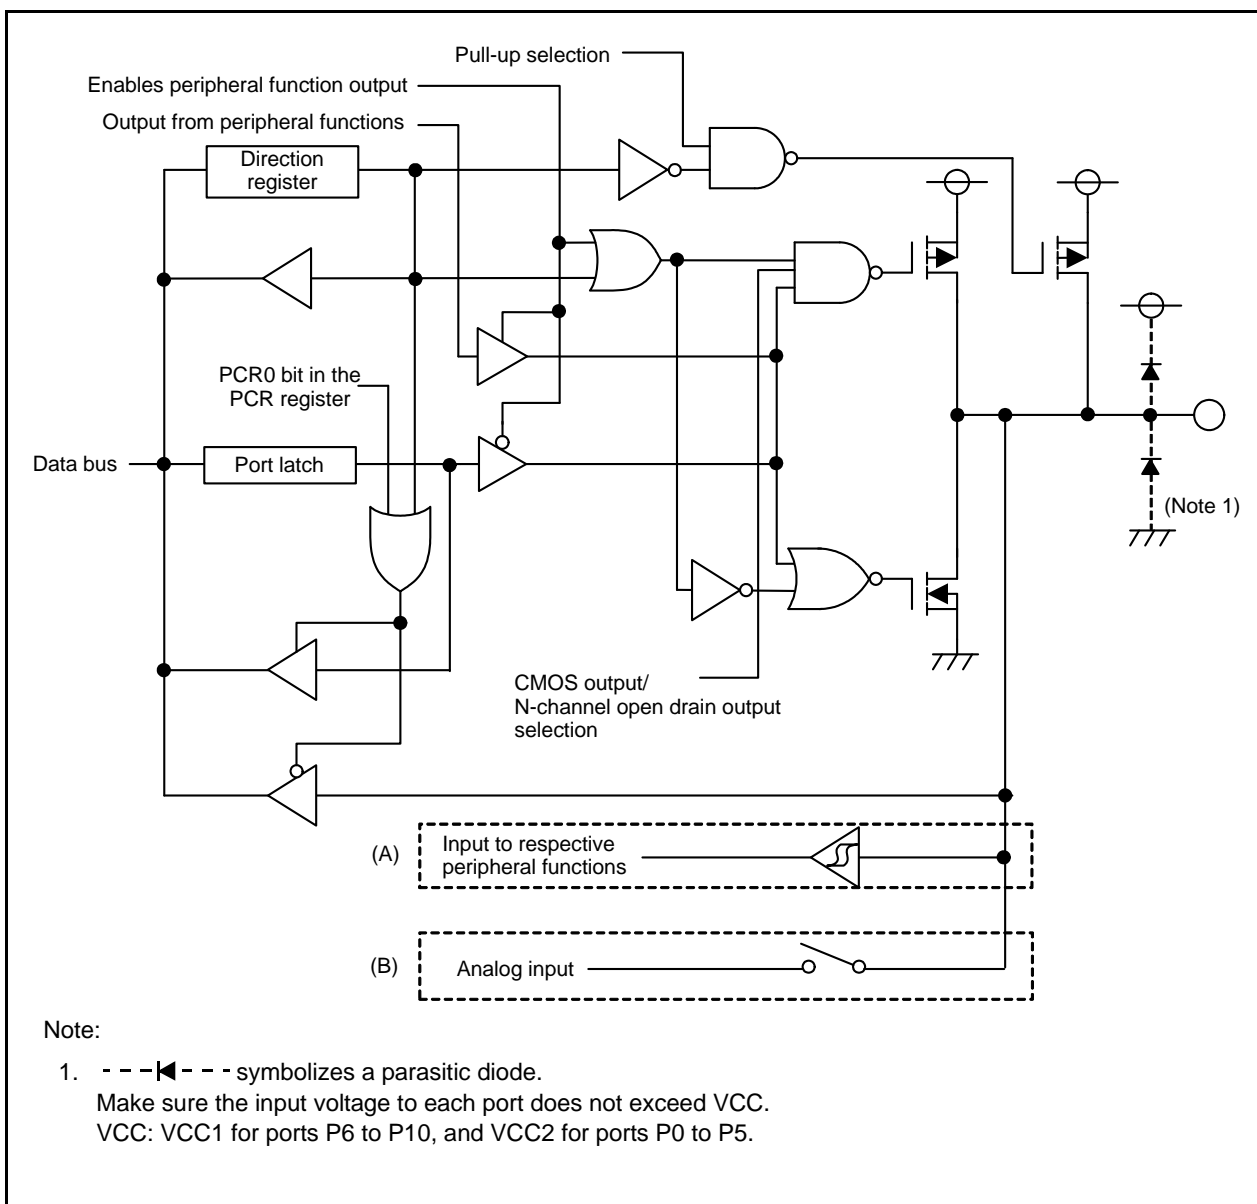 Pull-up selection
Enables peripheral function output
Output from peripheral functions
Direction
register
PCR0 bit in the
PCR register
Data bus
Port latch
(Note 1)
CMOS output/
N-channel open drain output
selection
(A)
Input to respective
peripheral functions
(B)
Analog input
Note:
1. symbolizes a parasitic diode.
Make sure the input voltage to each port does not exceed VCC.
VCC: VCC1 for ports P6 to P10, and VCC2 for ports P0 to P5.